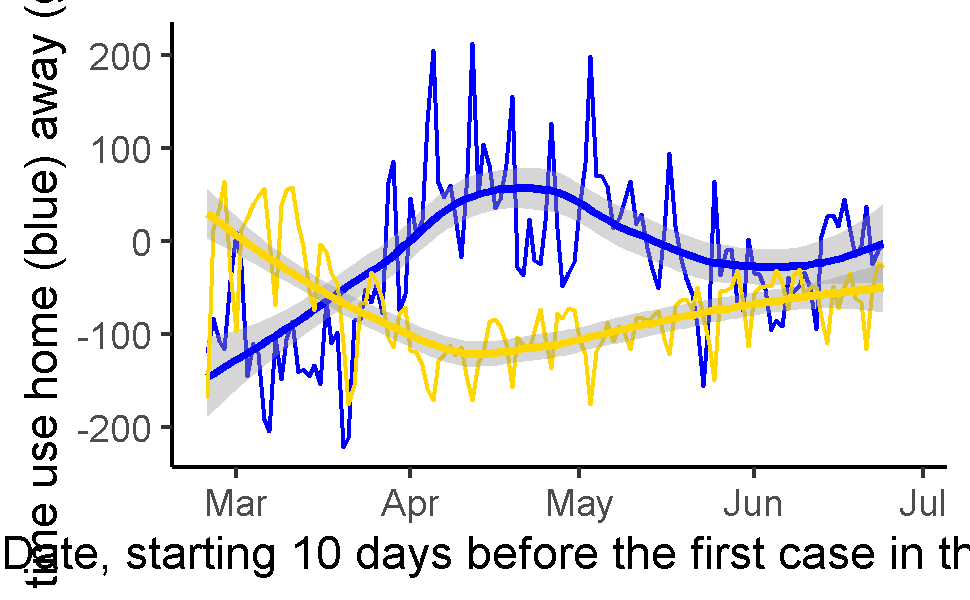 time use home (blue) away (
200
100
0
-100
-200
Mar Apr May Jun Jul
Date, starting 10 days before the first case in th